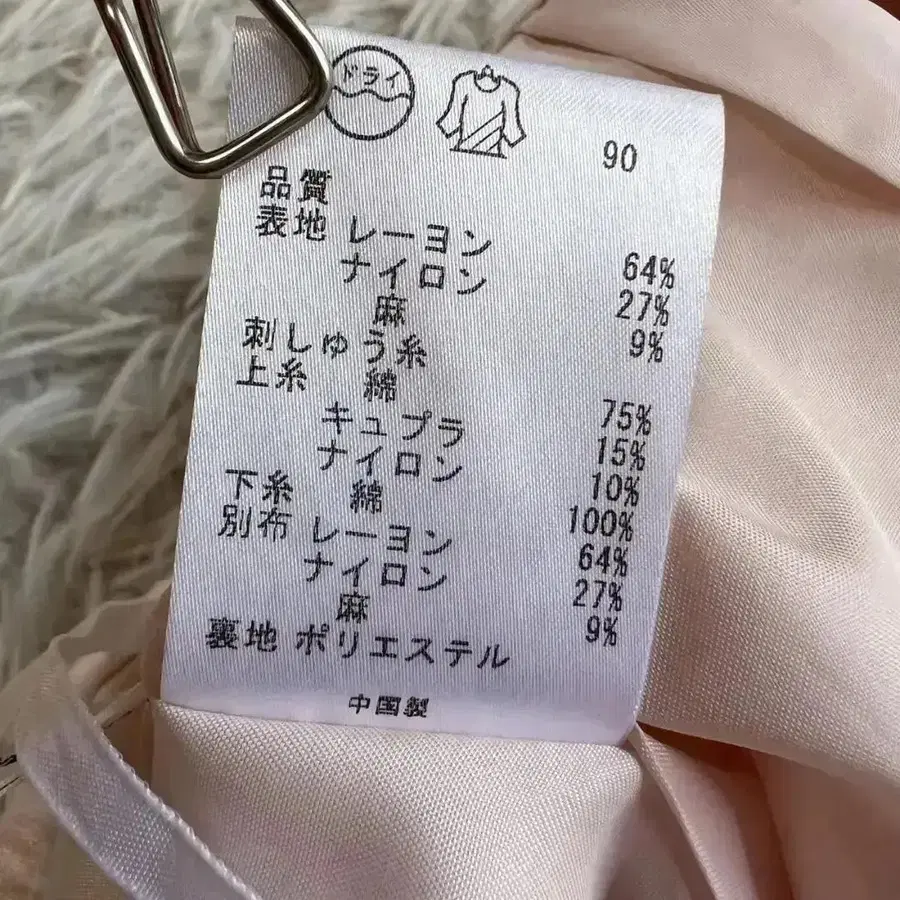 ドライ
90
品質
表地 レーヨン 64%
ナイロン 27%
麻 9%
刺しゅう糸
上糸 綿 75%
キュプラ 15%
ナイロン 10%
下糸 綿 100%
別布 レーヨン 64%
ナイロン 27%
麻 9%
裏地 ポリエステル
中国製